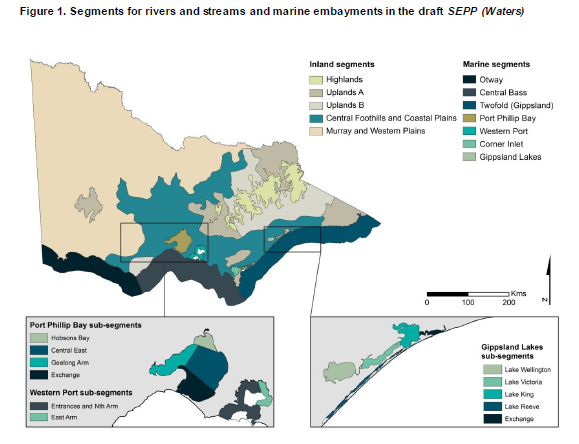 Figure 1. Segments for rivers and streams and marine embayments in the draft SEPP (Waters)
Inland segments
Highlands
Uplands A
Uplands B
Central Foothills and Coastal Plains
Murray and Western Plains
Marine segments
Otway
Central Bass
Twofold (Gippsland)
Port Phillip Bay
Western Port
Corner Inlet
Gippsland Lakes
Kms
0 100 200
N
Port Phillip Bay sub-segments
Hobsons Bay
Central East
Geelong Arm
Exchange
Western Port sub-segments
Entrances and Nth Arm
East Arm
Gippsland Lakes
sub-segments
Lake Wellington
Lake Victoria
Lake King
Lake Reeve
Exchange